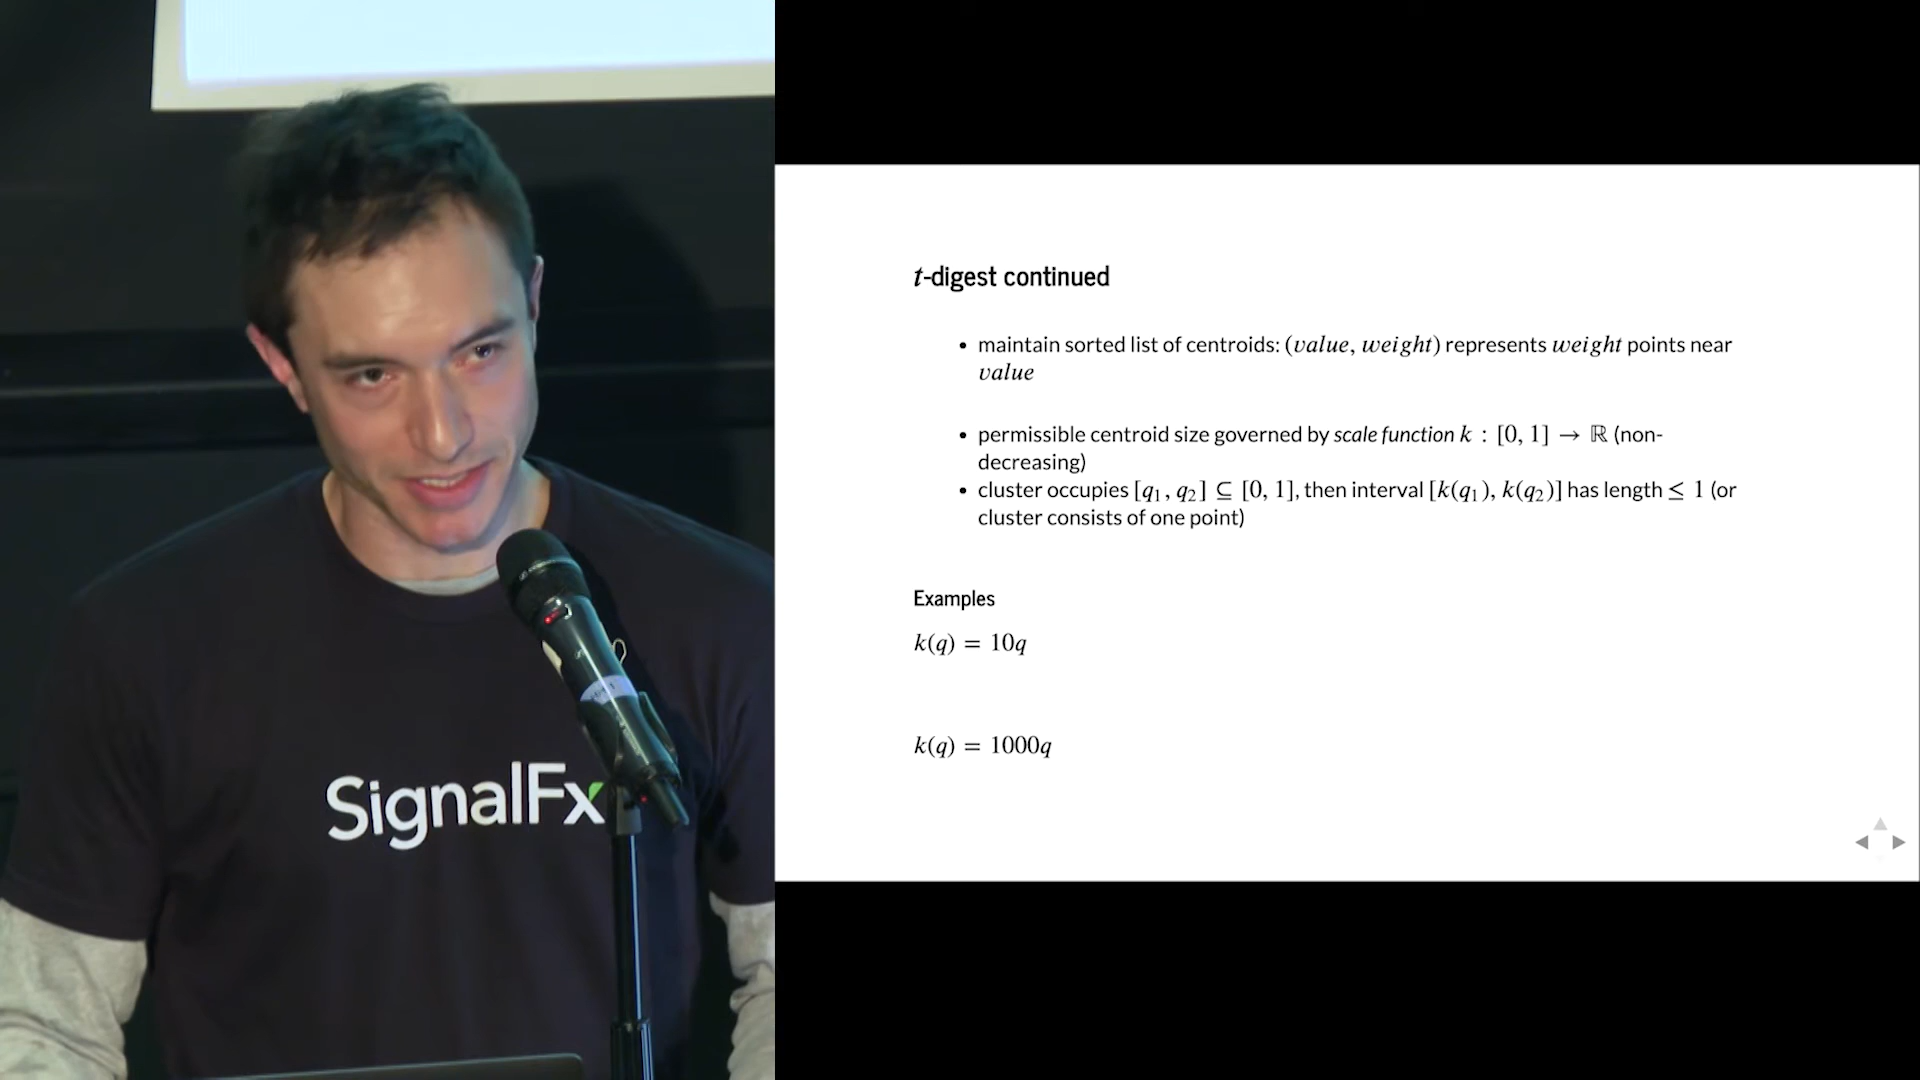 SignalFx
t-digest continued
• maintain sorted list of centroids: (value, weight) represents weight points near
value
• permissible centroid size governed by scale function k : [0, 1] → ℝ (non-
decreasing)
• cluster occupies [q₁, q₂] ⊆ [0, 1], then interval [k(q₁), k(q₂)] has length ≤ 1 (or
cluster consists of one point)
Examples
k(q) = 10q
k(q) = 1000q